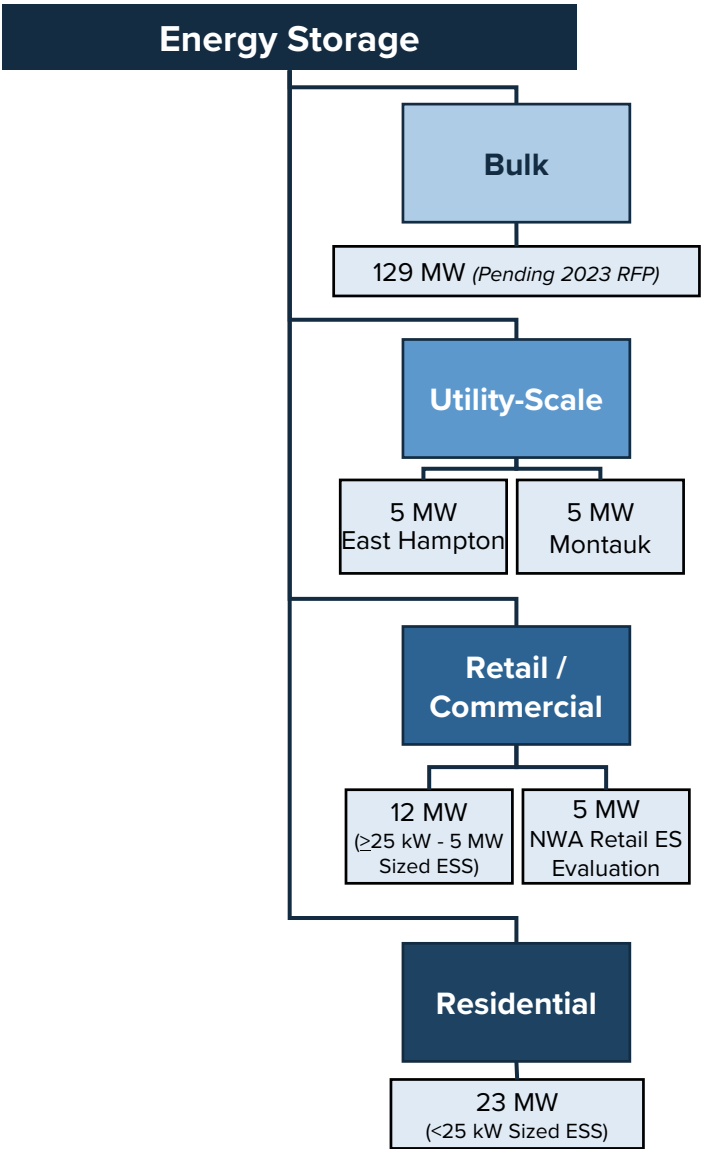 Energy Storage
Bulk
129 MW (Pending 2023 RFP)
Utility-Scale
5 MW
East Hampton
5 MW
Montauk
Retail /
Commercial
12 MW
(≥25 kW - 5 MW
Sized ESS)
5 MW
NWA Retail ES
Evaluation
Residential
23 MW
(<25 kW Sized ESS)